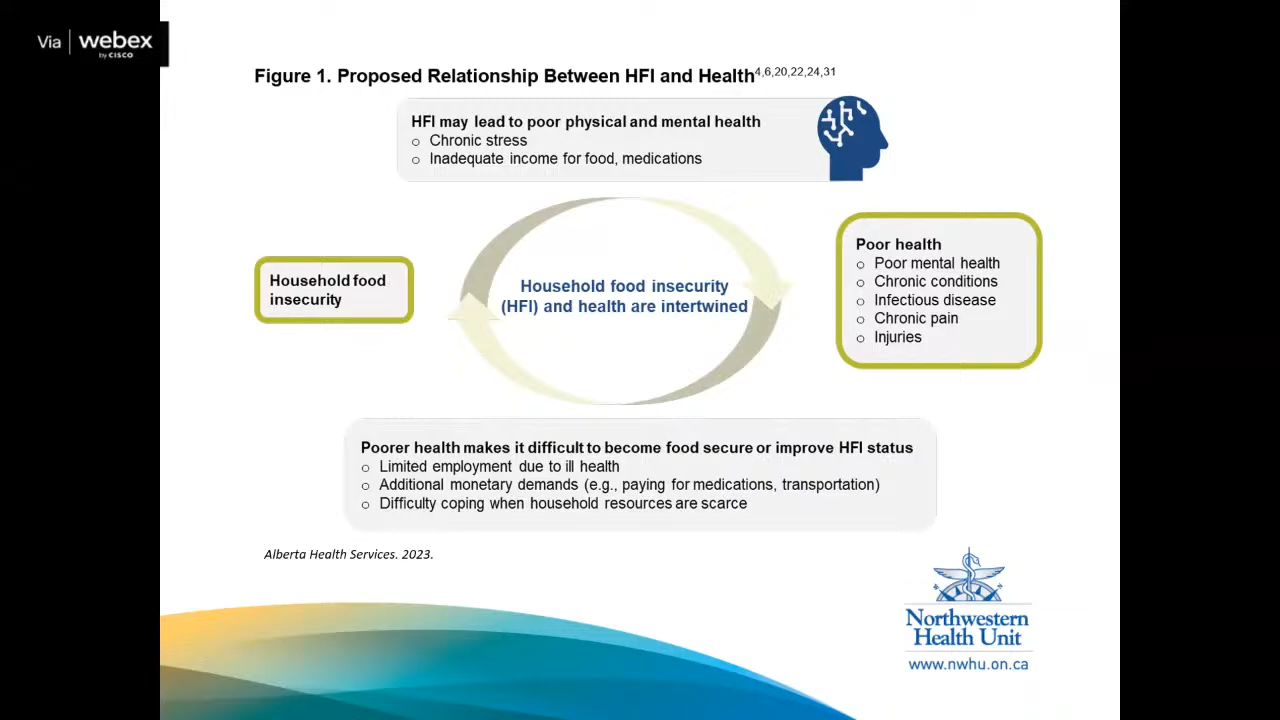 Via webex
by CISCO
Figure 1. Proposed Relationship Between HFI and Health4,6,20,22,24,31
HFI may lead to poor physical and mental health
o Chronic stress
o Inadequate income for food, medications
Household food
insecurity
Household food insecurity
(HFI) and health are intertwined
Poor health
o Poor mental health
o Chronic conditions
o Infectious disease
o Chronic pain
o Injuries
Poorer health makes it difficult to become food secure or improve HFI status
o Limited employment due to ill health
o Additional monetary demands (e.g., paying for medications, transportation)
o Difficulty coping when household resources are scarce
Alberta Health Services. 2023.
Northwestern
Health Unit
www.nwhu.on.ca